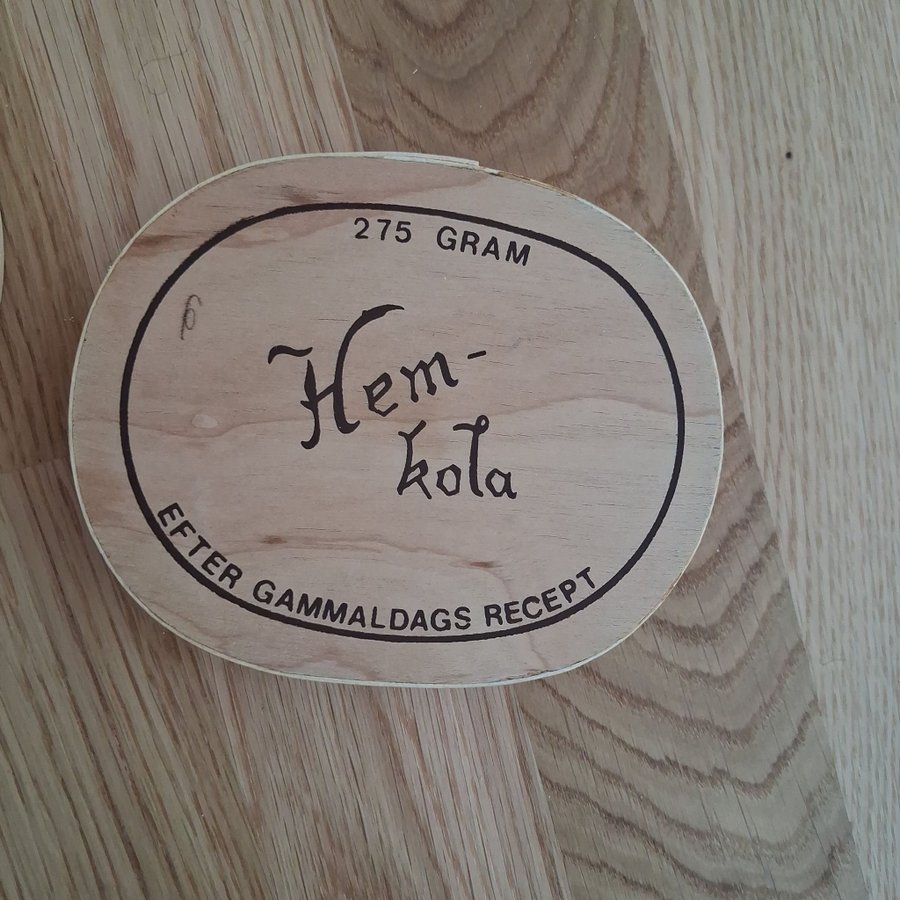 275 GRAM
Hem-
kola
EFTER GAMMALDAGS RECEPT